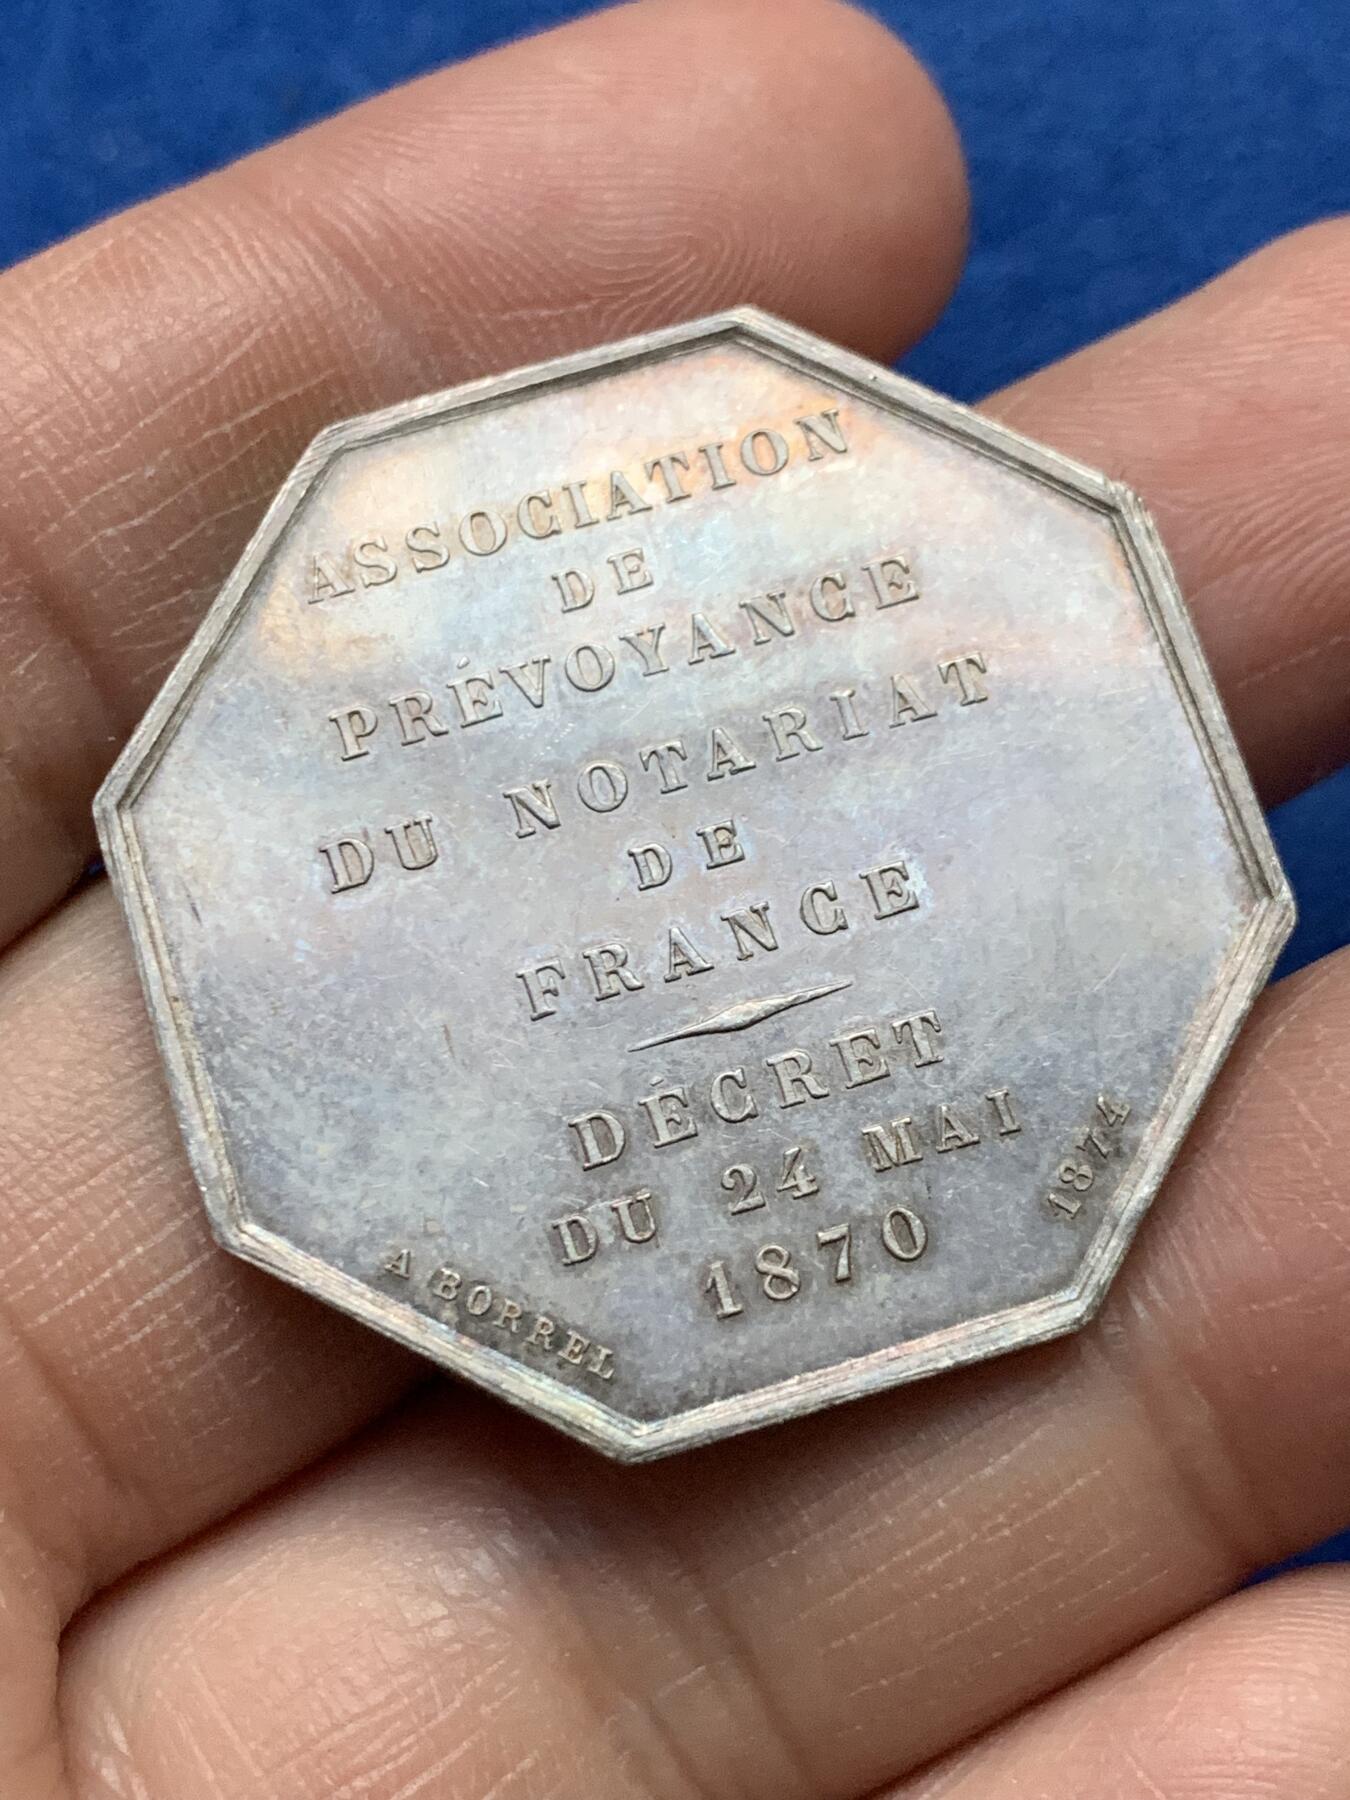 ASSOCIATION
DE
PRÉVOYANCE
DU NOTARIAT
DE
FRANCE
DÉCRET
DU 24 MAI
1870
A BORREL
1874